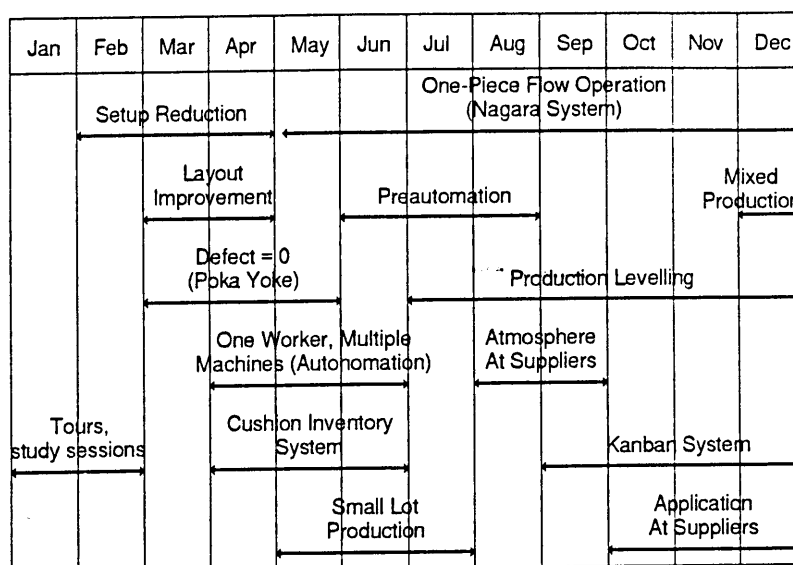 Jan Feb Mar Apr May Jun Jul Aug Sep Oct Nov Dec
One-Piece Flow Operation
(Nagara System)
Setup Reduction
Layout
Improvement
Preautomation
Mixed
Production
Defect = 0
(Poka Yoke)
Production Levelling
One Worker, Multiple
Machines (Autonomation)
Atmosphere
At Suppliers
Tours,
study sessions
Cushion Inventory
System
Kanban System
Small Lot
Production
Application
At Suppliers